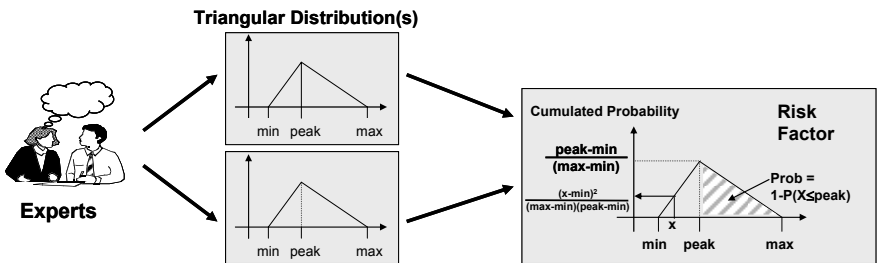 Triangular Distribution(s)
Experts
min peak max
min peak max
Cumulated Probability
Risk
Factor
peak-min
(max-min)
(x-min)²
(max-min)(peak-min)
Prob =
1-P(X≤peak)
x
min peak max